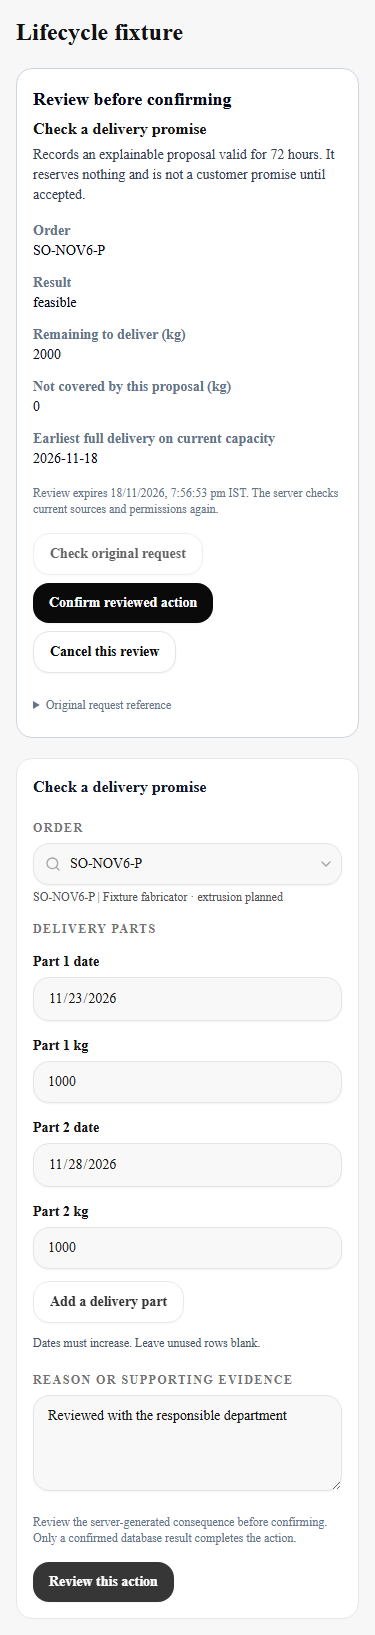 Lifecycle fixture
Review before confirming
Check a delivery promise
Records an explainable proposal valid for 72 hours. It
reserves nothing and is not a customer promise until
accepted.
Order
SO-NOV6-P
Result
feasible
Remaining to deliver (kg)
2000
Not covered by this proposal (kg)
0
Earliest full delivery on current capacity
2026-11-18
Review expires 18/11/2026, 7:56:53 pm IST. The server checks
current sources and permissions again.
Check original request
Confirm reviewed action
Cancel this review
Original request reference
Check a delivery promise
ORDER
SO-NOV6-P
SO-NOV6-P | Fixture fabricator · extrusion planned
DELIVERY PARTS
Part 1 date
11/23/2026
Part 1 kg
1000
Part 2 date
11/28/2026
Part 2 kg
1000
Add a delivery part
Dates must increase. Leave unused rows blank.
REASON OR SUPPORTING EVIDENCE
Reviewed with the responsible department
Review the server-generated consequence before confirming.
Only a confirmed database result completes the action.
Review this action